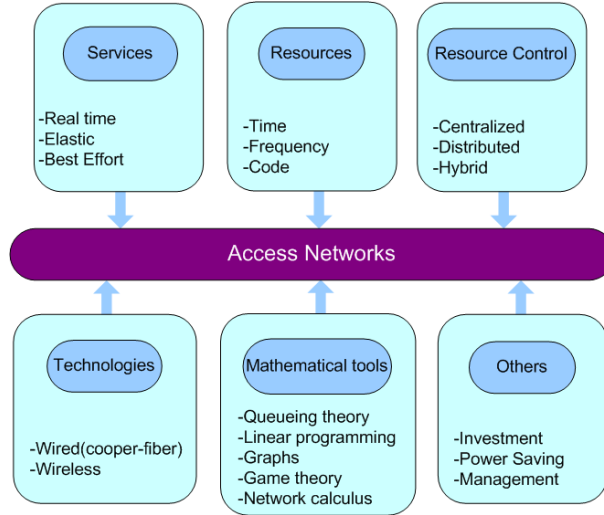 Services
-Real time
-Elastic
-Best Effort
Resources
-Time
-Frequency
-Code
Resource Control
-Centralized
-Distributed
-Hybrid
Access Networks
Technologies
-Wired(cooper-fiber)
-Wireless
Mathematical tools
-Queueing theory
-Linear programming
-Graphs
-Game theory
-Network calculus
Others
-Investment
-Power Saving
-Management